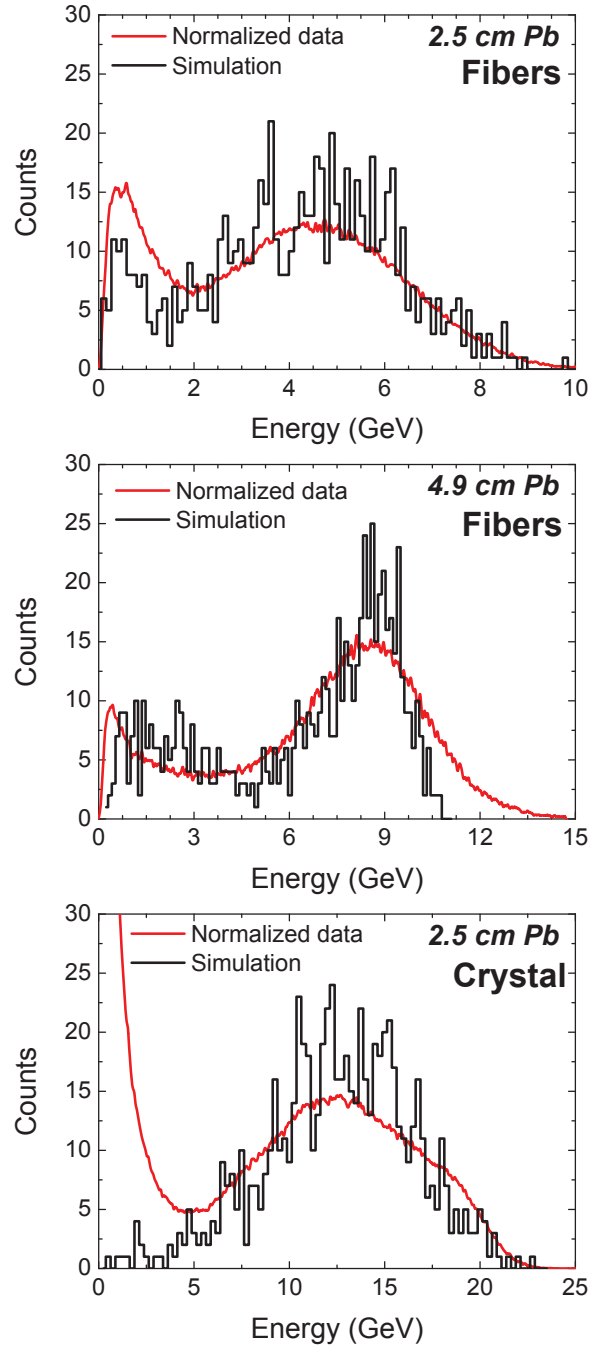 30
25
20
15
10
5
0
Counts
Normalized data
Simulation
2.5 cm Pb
Fibers
0 2 4 6 8 10
Energy (GeV)
30
25
20
15
10
5
0
Counts
Normalized data
Simulation
4.9 cm Pb
Fibers
0 3 6 9 12 15
Energy (GeV)
30
25
20
15
10
5
0
Counts
Normalized data
Simulation
2.5 cm Pb
Crystal
0 5 10 15 20 25
Energy (GeV)